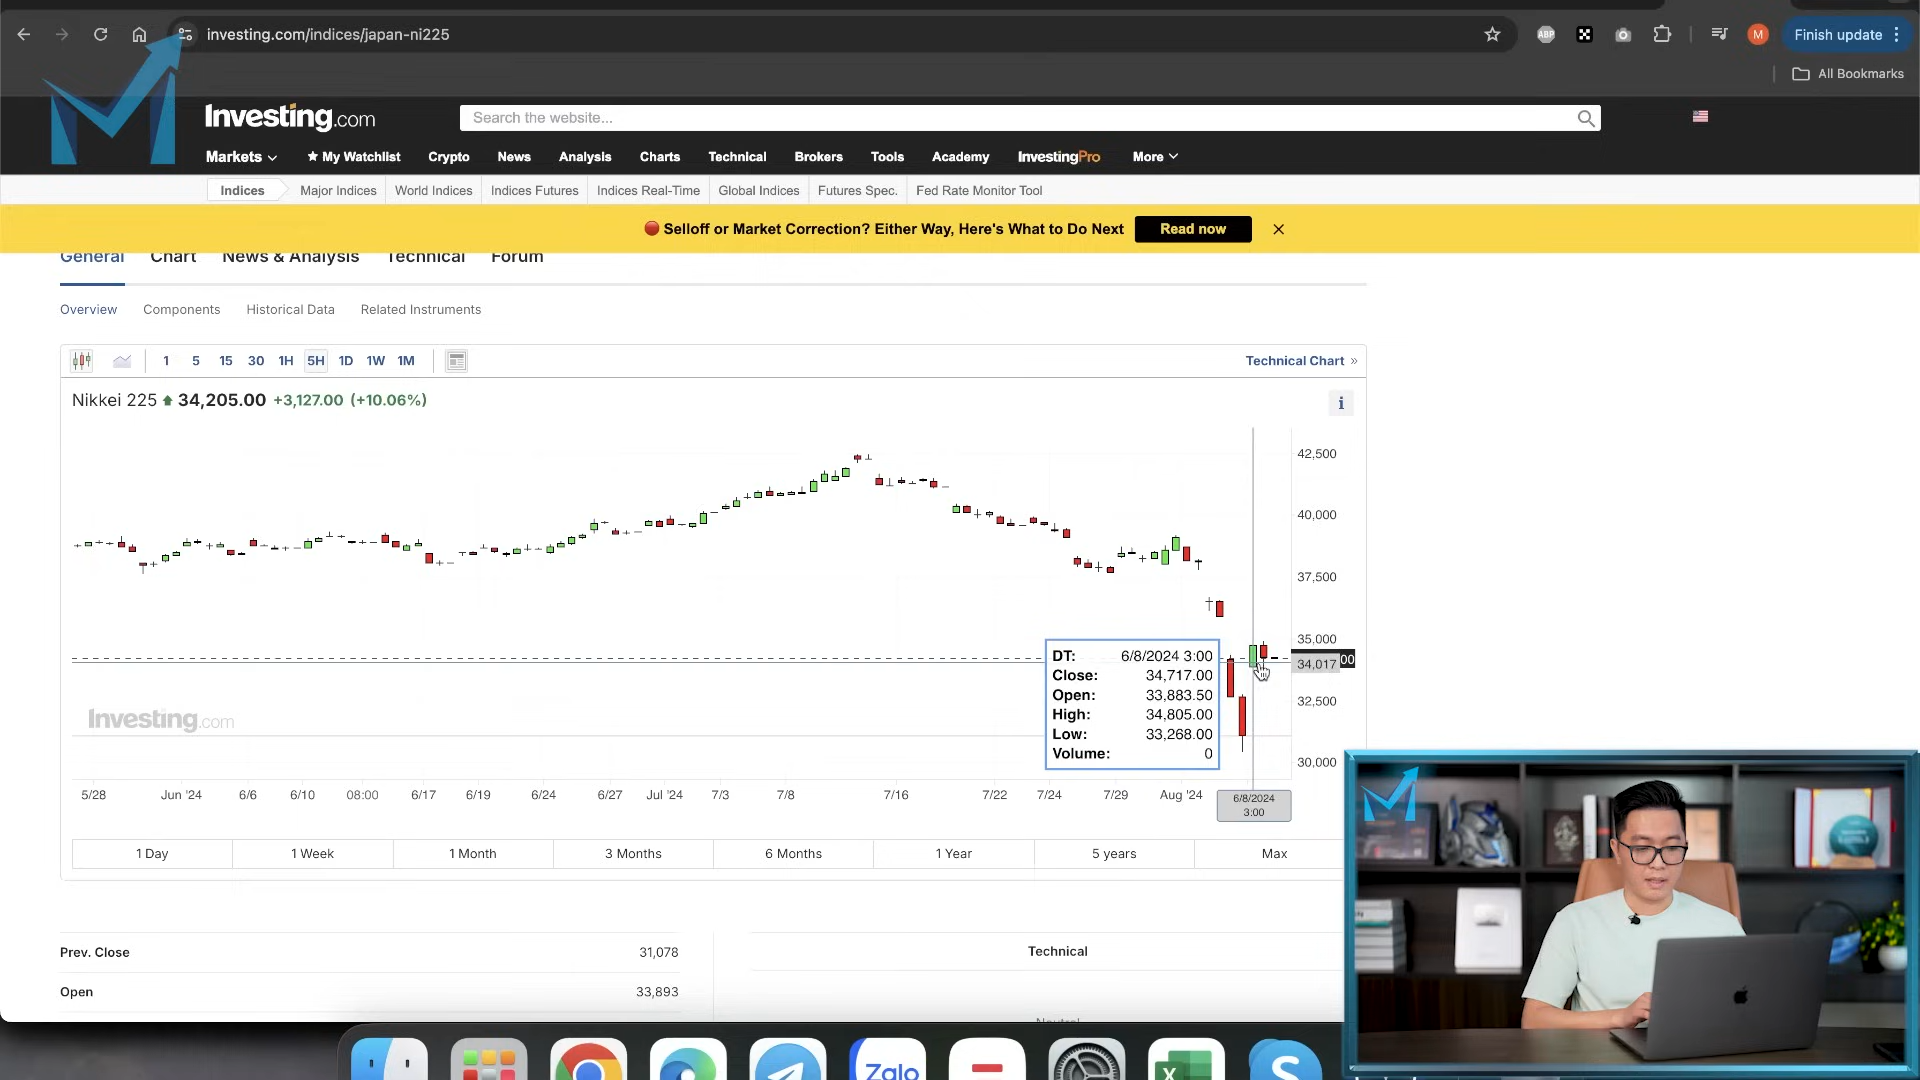 investing.com/indices/japan-ni225
ABP
M
Finish update
All Bookmarks
Investing.com
Search the website...
Markets
My Watchlist
Crypto
News
Analysis
Charts
Technical
Brokers
Tools
Academy
InvestingPro
More
Indices
Major Indices
World Indices
Indices Futures
Indices Real-Time
Global Indices
Futures Spec.
Fed Rate Monitor Tool
Selloff or Market Correction? Either Way, Here's What to Do Next
Read now
General
Chart
News & Analysis
Technical
Forum
Overview
Components
Historical Data
Related Instruments
1
5
15
30
1H
5H
1D
1W
1M
Technical Chart »
Nikkei 225 34,205.00 +3,127.00 (+10.06%)
i
42,500
40,000
37,500
35,000
34,017
00
32,500
30,000
DT: 6/8/2024 3:00
Close: 34,717.00
Open: 33,883.50
High: 34,805.00
Low: 33,268.00
Volume: 0
Investing.com
5/28
Jun '24
6/6
6/10
08:00
6/17
6/19
6/24
6/27
Jul '24
7/3
7/8
7/16
7/22
7/24
7/29
Aug '24
6/8/2024
3:00
1 Day
1 Week
1 Month
3 Months
6 Months
1 Year
5 years
Max
Prev. Close 31,078
Technical
Open 33,893
Neutral
Zalo
X
S